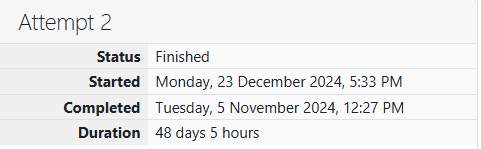 Attempt 2
Status Finished
Started Monday, 23 December 2024, 5:33 PM
Completed Tuesday, 5 November 2024, 12:27 PM
Duration 48 days 5 hours